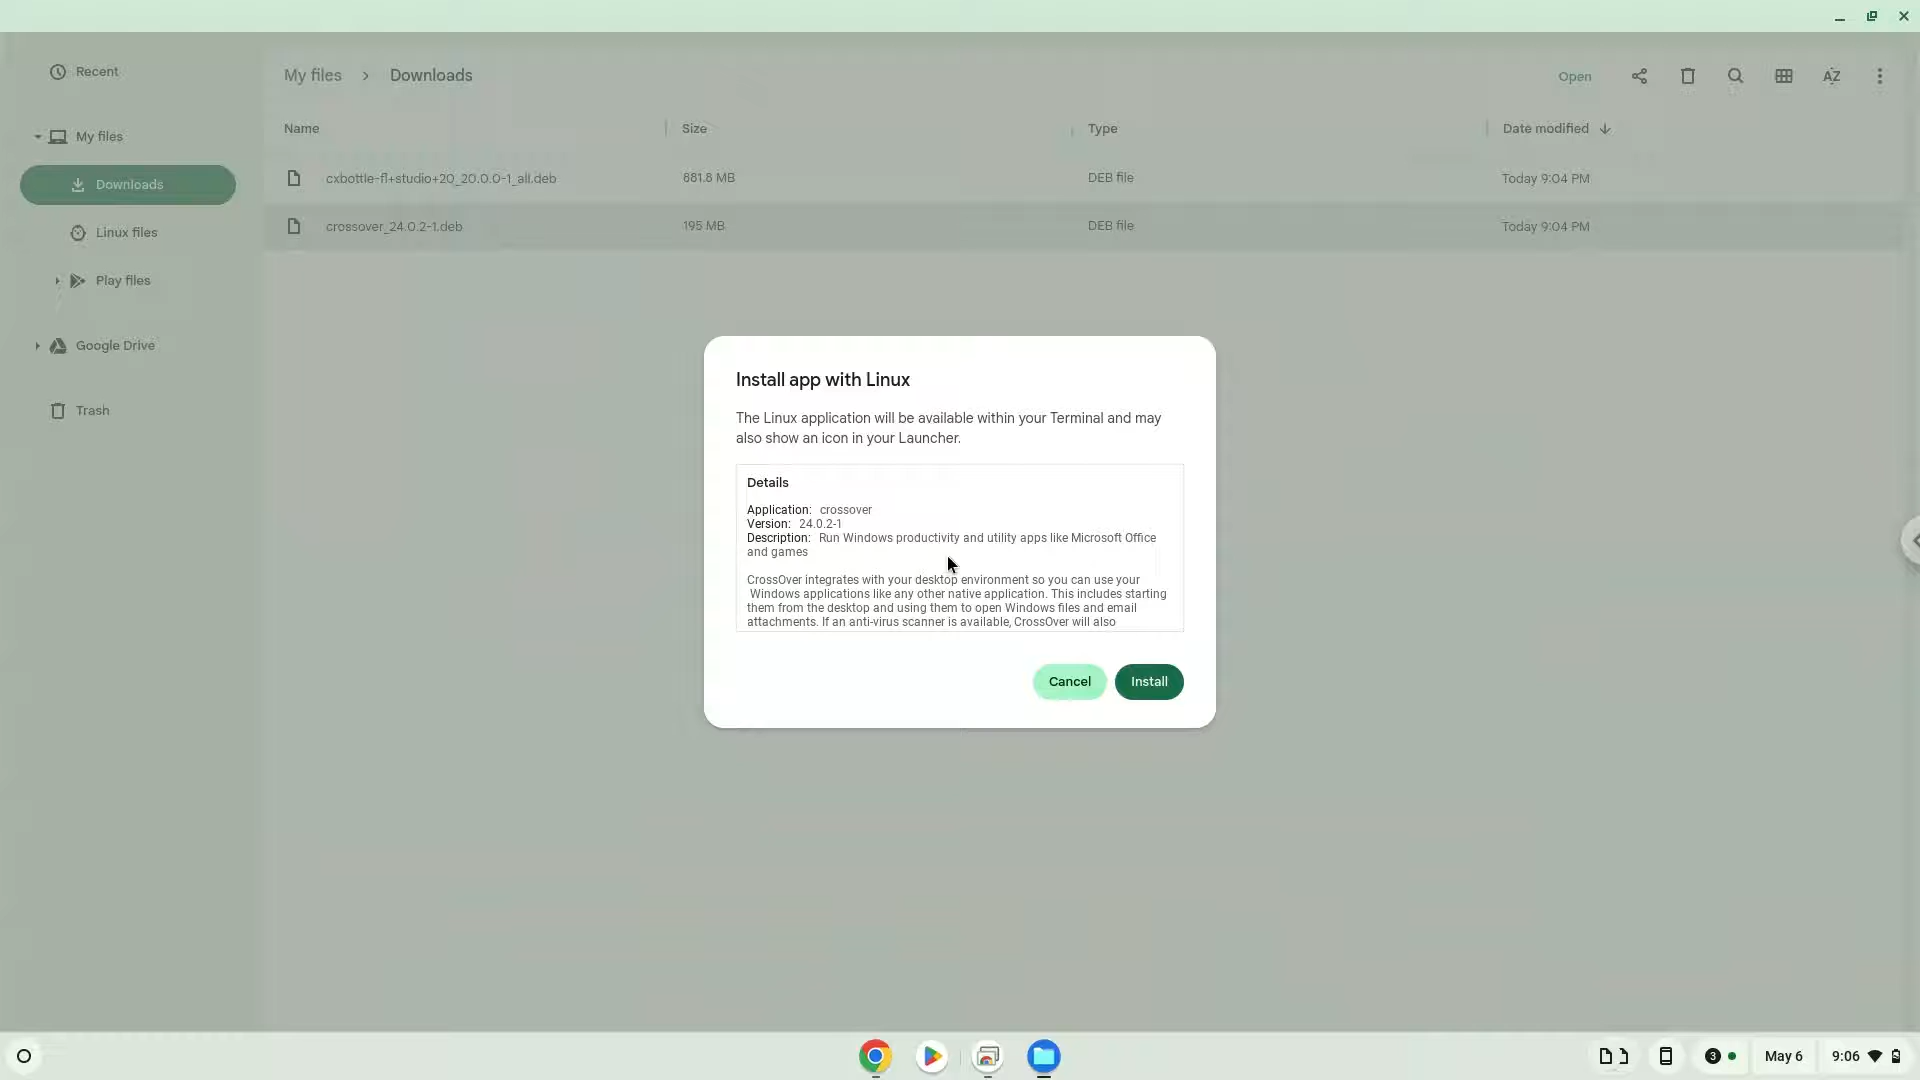 Recent
My files
Downloads
Linux files
Play files
Google Drive
Trash
My files > Downloads
Open
AZ
Name Size Type Date modified
cxbottle-fl+studio+20_20.0.0-1_all.deb 681.8 MB DEB file Today 9:04 PM
crossover_24.0.2-1.deb 195 MB DEB file Today 9:04 PM
Install app with Linux
The Linux application will be available within your Terminal and may
also show an icon in your Launcher.
Details
Application: crossover
Version: 24.0.2-1
Description: Run Windows productivity and utility apps like Microsoft Office
and games
CrossOver integrates with your desktop environment so you can use your
Windows applications like any other native application. This includes starting
them from the desktop and using them to open Windows files and email
attachments. If an anti-virus scanner is available, CrossOver will also
Cancel
Install
3
May 6
9:06